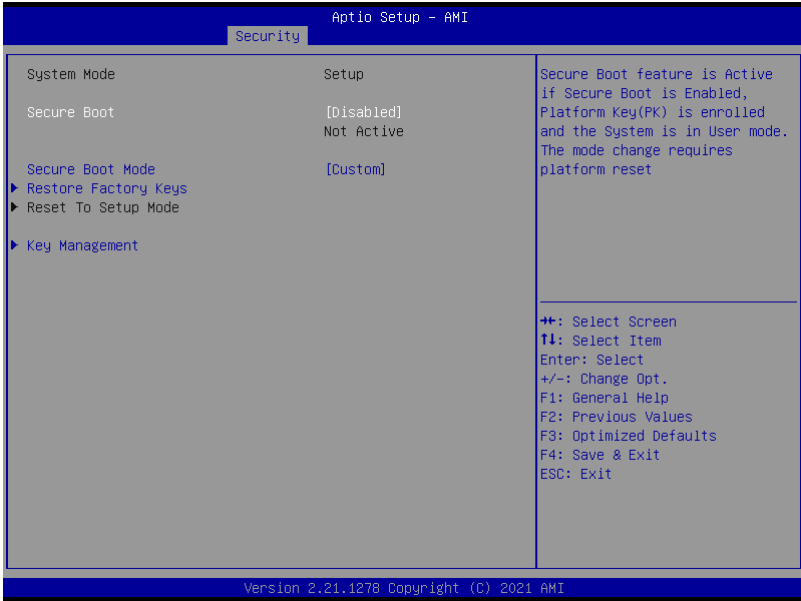 Aptio Setup – AMI
Security
System Mode Setup
Secure Boot [Disabled]
Not Active
Secure Boot Mode [Custom]
Restore Factory Keys
Reset To Setup Mode
Key Management
Secure Boot feature is Active
if Secure Boot is Enabled,
Platform Key(PK) is enrolled
and the System is in User mode.
The mode change requires
platform reset
→←: Select Screen
↑↓: Select Item
Enter: Select
+/-: Change Opt.
F1: General Help
F2: Previous Values
F3: Optimized Defaults
F4: Save & Exit
ESC: Exit
Version 2.21.1278 Copyright (C) 2021 AMI